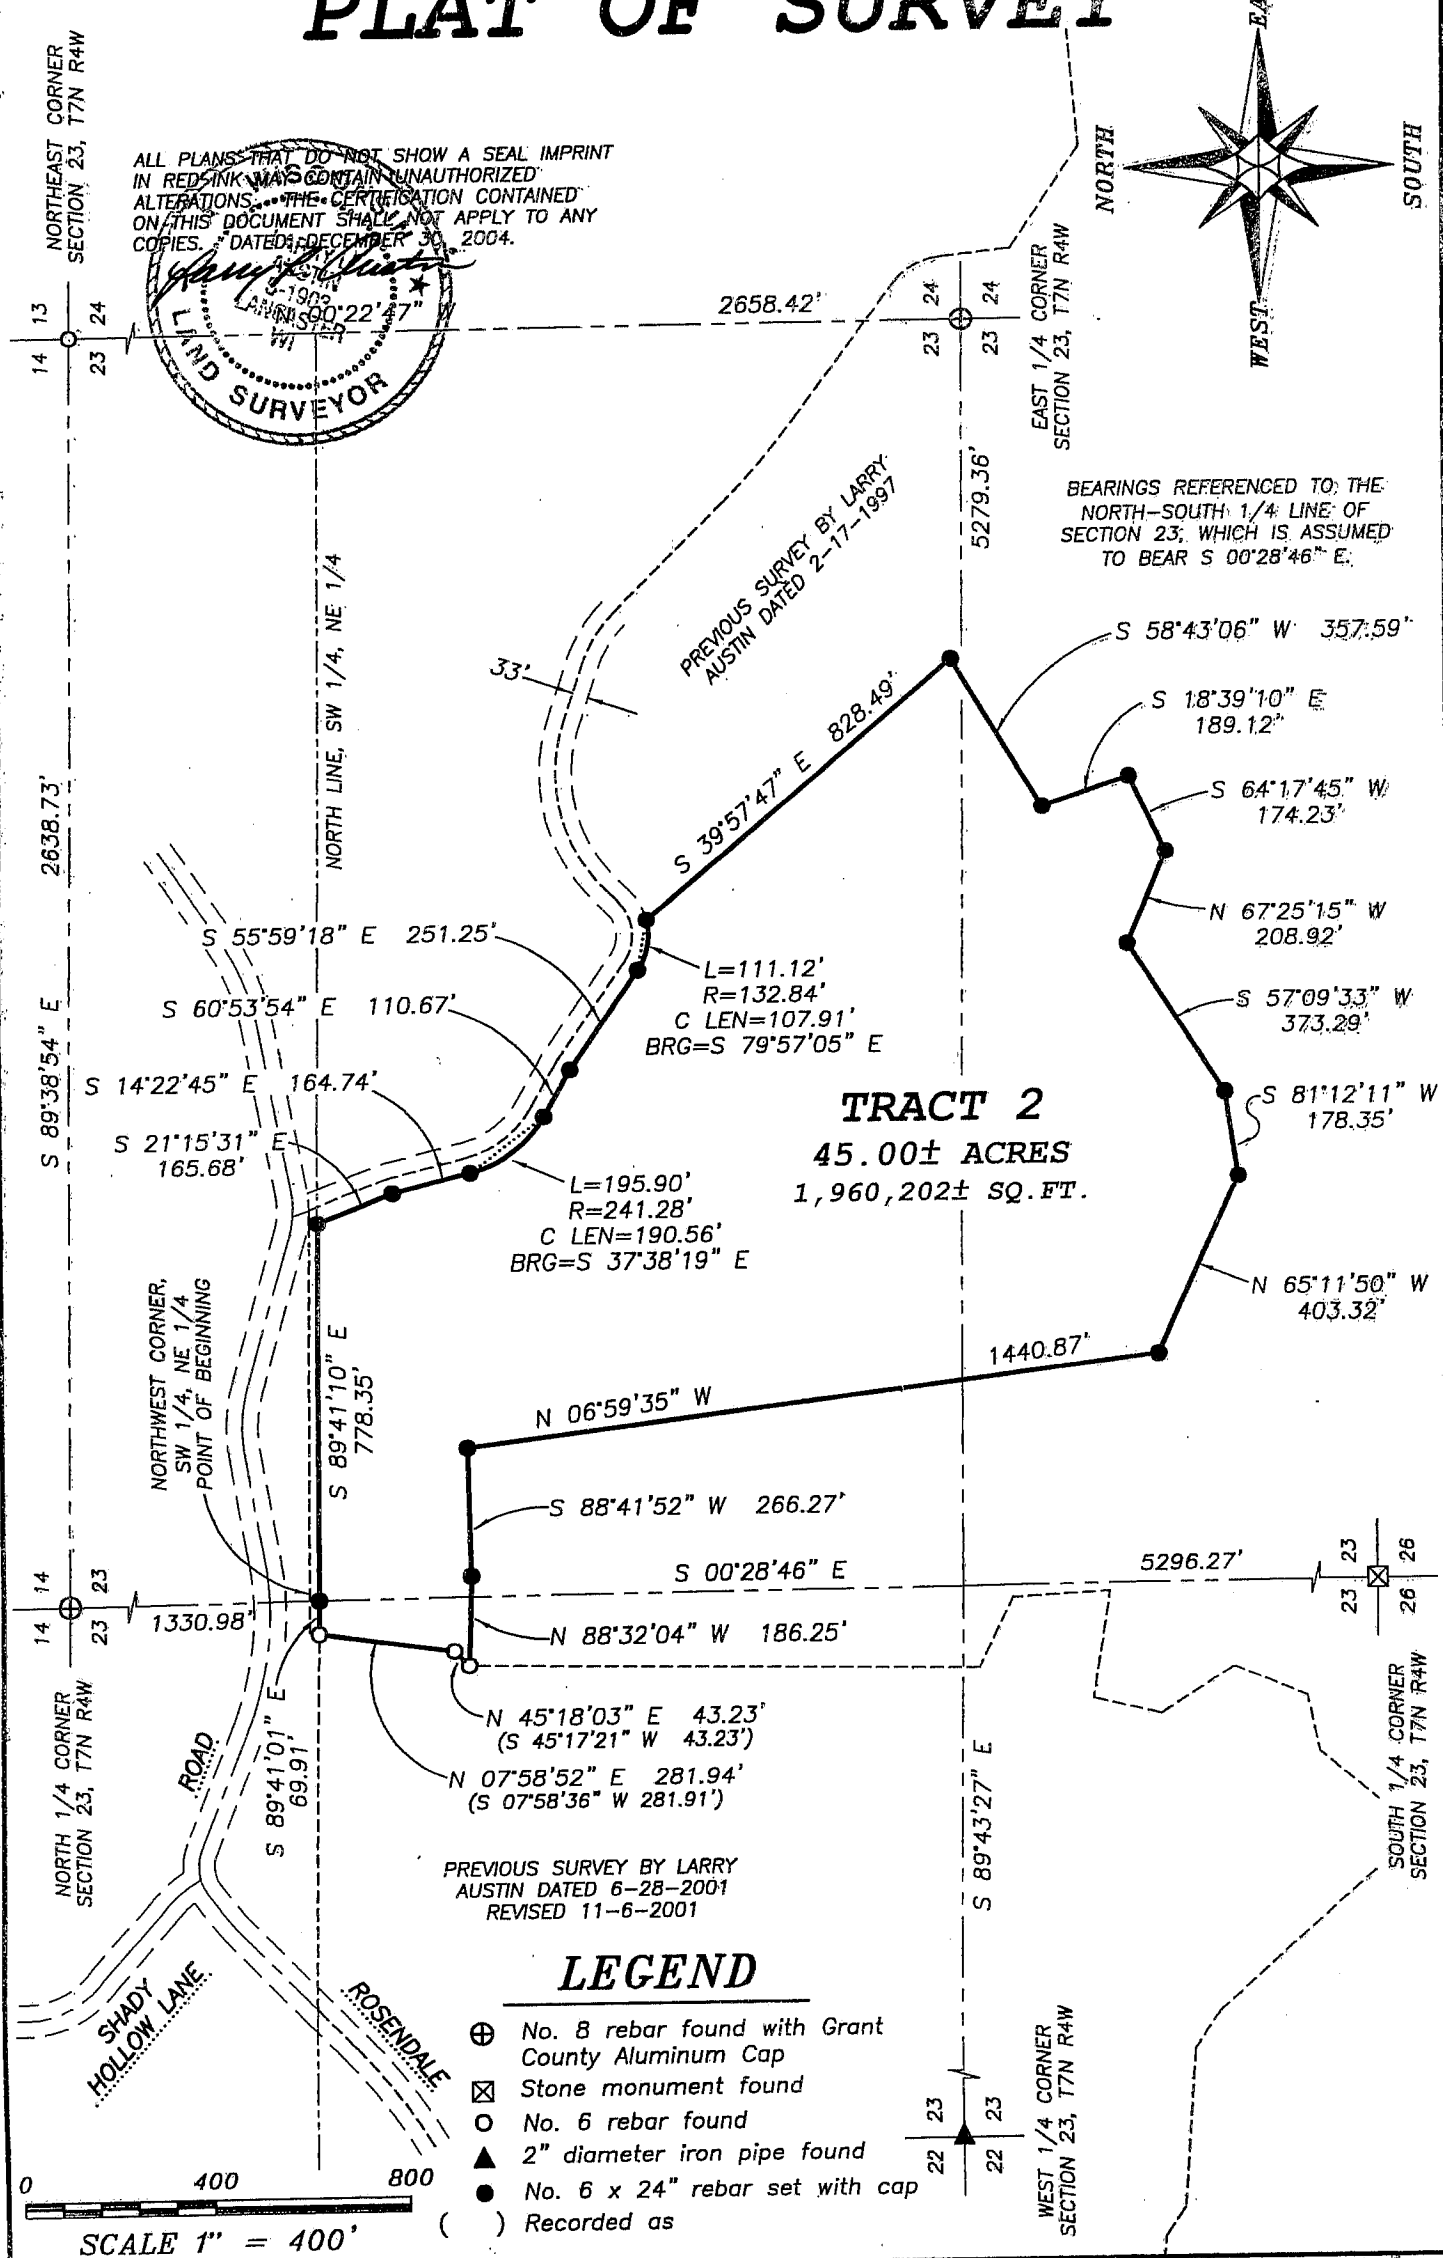 PLAT OF SURVEY
NORTHEAST CORNER
SECTION 23, T7N R4W
ALL PLANS THAT DO NOT SHOW A SEAL IMPRINT
IN RED INK MAY CONTAIN UNAUTHORIZED
ALTERATIONS. THE CERTIFICATION CONTAINED
ON THIS DOCUMENT SHALL NOT APPLY TO ANY
COPIES. DATED: DECEMBER 30, 2004.
LAND SURVEYOR
S-1903
WI
EA
NORTH
SOUTH
WEST
13
24
14
23
N 00°22'47" W
2658.42'
24
24
23
23
EAST 1/4 CORNER
SECTION 23, T7N R4W
5279.36'
BEARINGS REFERENCED TO THE
NORTH-SOUTH 1/4 LINE OF
SECTION 23, WHICH IS ASSUMED
TO BEAR S 00°28'46" E.
PREVIOUS SURVEY BY LARRY
AUSTIN DATED 2-17-1997
NORTH LINE, SW 1/4, NE 1/4
33'
S 58°43'06" W 357.59'
S 18°39'10" E
189.12'
S 64°17'45" W
174.23'
N 67°25'15" W
208.92'
S 57°09'33" W
373.29'
S 81°12'11" W
178.35'
N 65°11'50" W
403.32'
S 39°57'47" E 828.49'
S 89°38'54" E 2638.73'
S 55°59'18" E 251.25'
S 60°53'54" E 110.67'
S 14°22'45" E 164.74'
S 21°15'31" E
165.68'
L=111.12'
R=132.84'
C LEN=107.91'
BRG=S 79°57'05" E
TRACT 2
45.00± ACRES
1,960,202± SQ.FT.
L=195.90'
R=241.28'
C LEN=190.56'
BRG=S 37°38'19" E
NORTHWEST CORNER,
SW 1/4, NE 1/4
POINT OF BEGINNING
S 89°41'10" E
778.35'
N 06°59'35" W
1440.87'
S 88°41'52" W 266.27'
S 00°28'46" E
5296.27'
14
23
14
23
1330.98'
23
26
23
26
N 88°32'04" W 186.25'
N 45°18'03" E 43.23'
(S 45°17'21" W 43.23')
N 07°58'52" E 281.94'
(S 07°58'36" W 281.91')
NORTH 1/4 CORNER
SECTION 23, T7N R4W
ROAD
S 89°41'01" E
69.91'
S 89°43'27" E
SOUTH 1/4 CORNER
SECTION 23, T7N R4W
PREVIOUS SURVEY BY LARRY
AUSTIN DATED 6-28-2001
REVISED 11-6-2001
SHADY
HOLLOW LANE
ROSENDALE
LEGEND
No. 8 rebar found with Grant
County Aluminum Cap
Stone monument found
No. 6 rebar found
2" diameter iron pipe found
No. 6 x 24" rebar set with cap
( ) Recorded as
23
23
22
22
WEST 1/4 CORNER
SECTION 23, T7N R4W
0 400 800
SCALE 1" = 400'